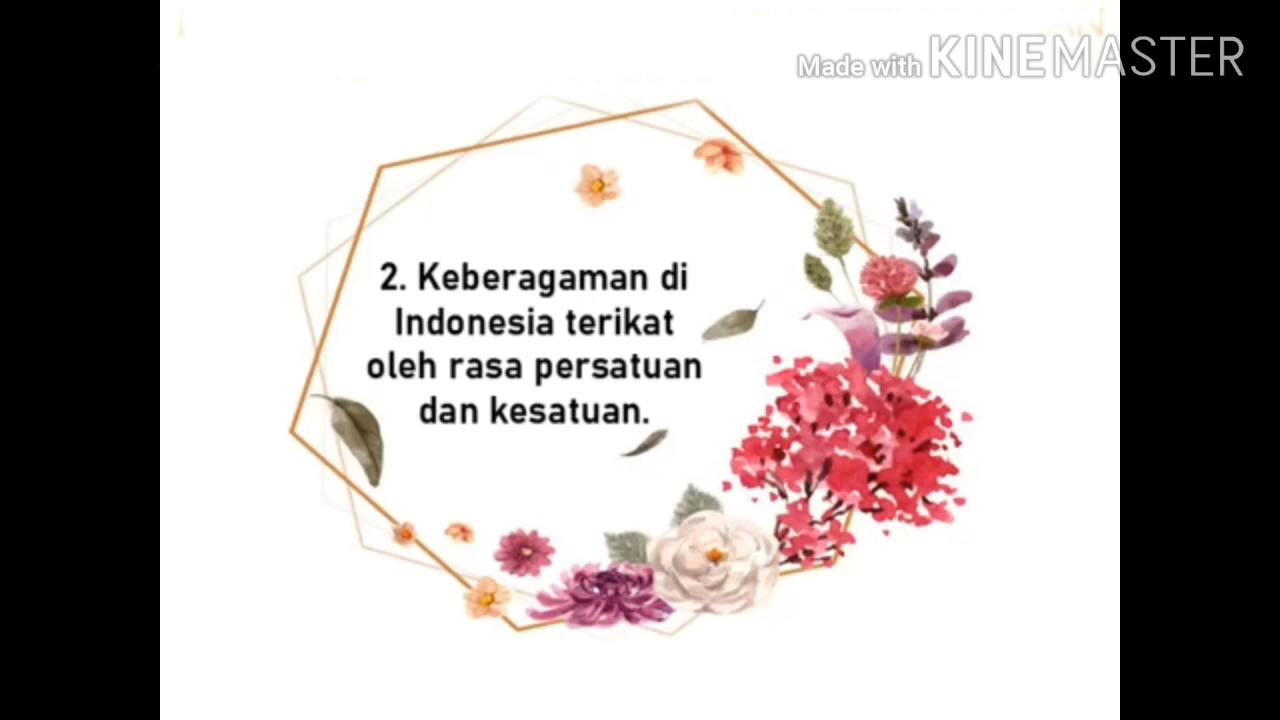 Made with KINEMASTER
2. Keberagaman di
Indonesia terikat
oleh rasa persatuan
dan kesatuan.